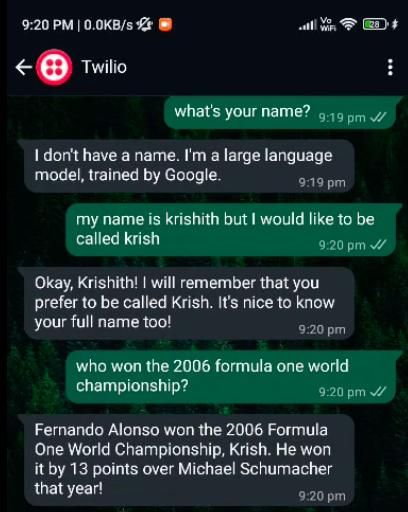 9:20 PM | 0.0KB/s
Vo
WiFi
28
Twilio
what's your name?
9:19 pm
I don't have a name. I'm a large language
model, trained by Google.
9:19 pm
my name is krishith but I would like to be
called krish
9:20 pm
Okay, Krishith! I will remember that you
prefer to be called Krish. It's nice to know
your full name too!
9:20 pm
who won the 2006 formula one world
championship?
9:20 pm
Fernando Alonso won the 2006 Formula
One World Championship, Krish. He won
it by 13 points over Michael Schumacher
that year!
9:20 pm